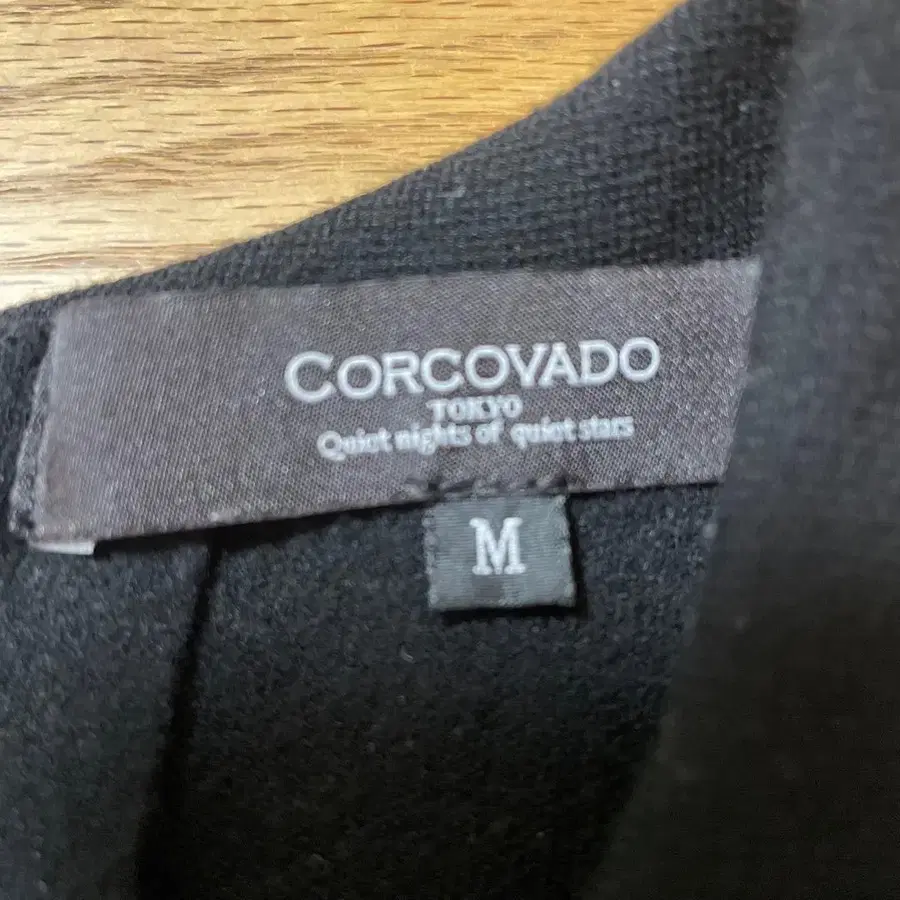 CORCOVADO
TOKYO
Quiet nights of quiet stars
M